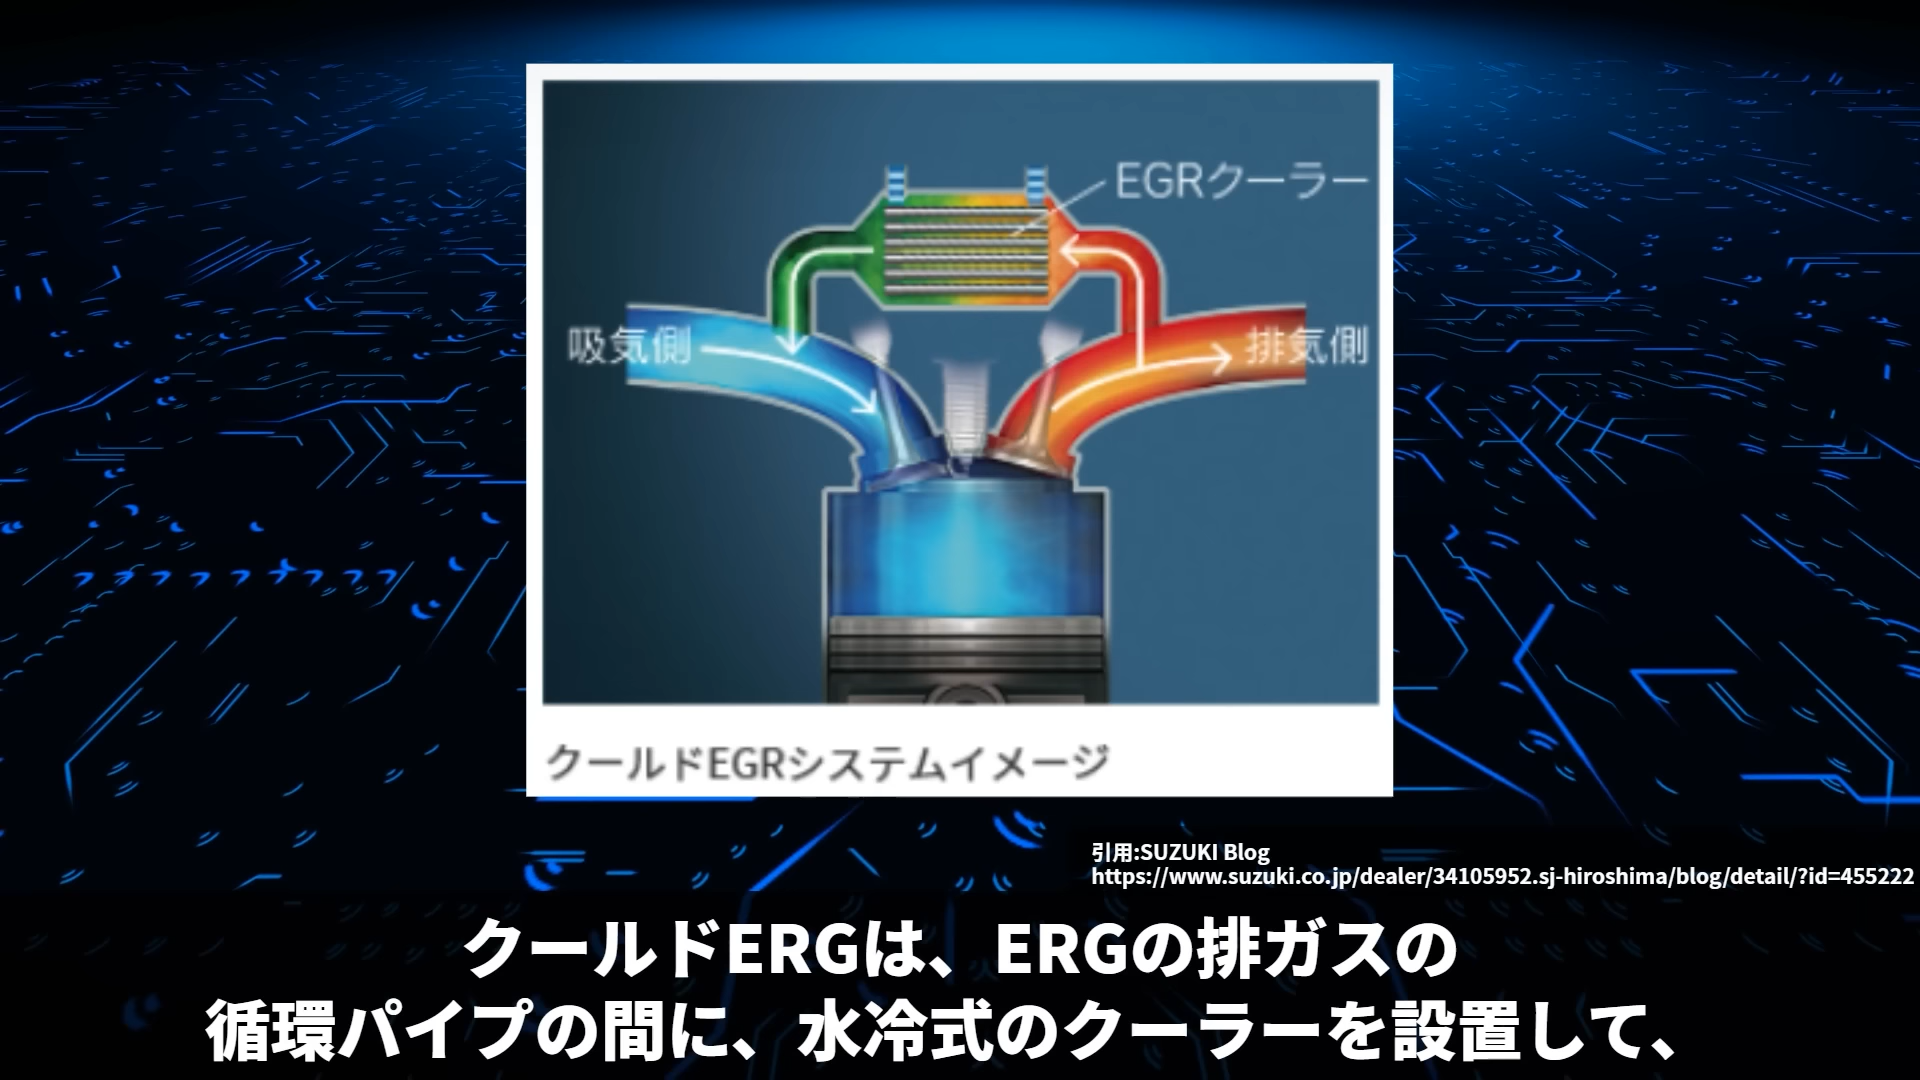 EGRクーラー
吸気側
排気側
クールドEGRシステムイメージ
引用:SUZUKI Blog
https://www.suzuki.co.jp/dealer/34105952.sj-hiroshima/blog/detail/?id=455222
クールドERGは、ERGの排ガスの
循環パイプの間に、水冷式のクーラーを設置して、